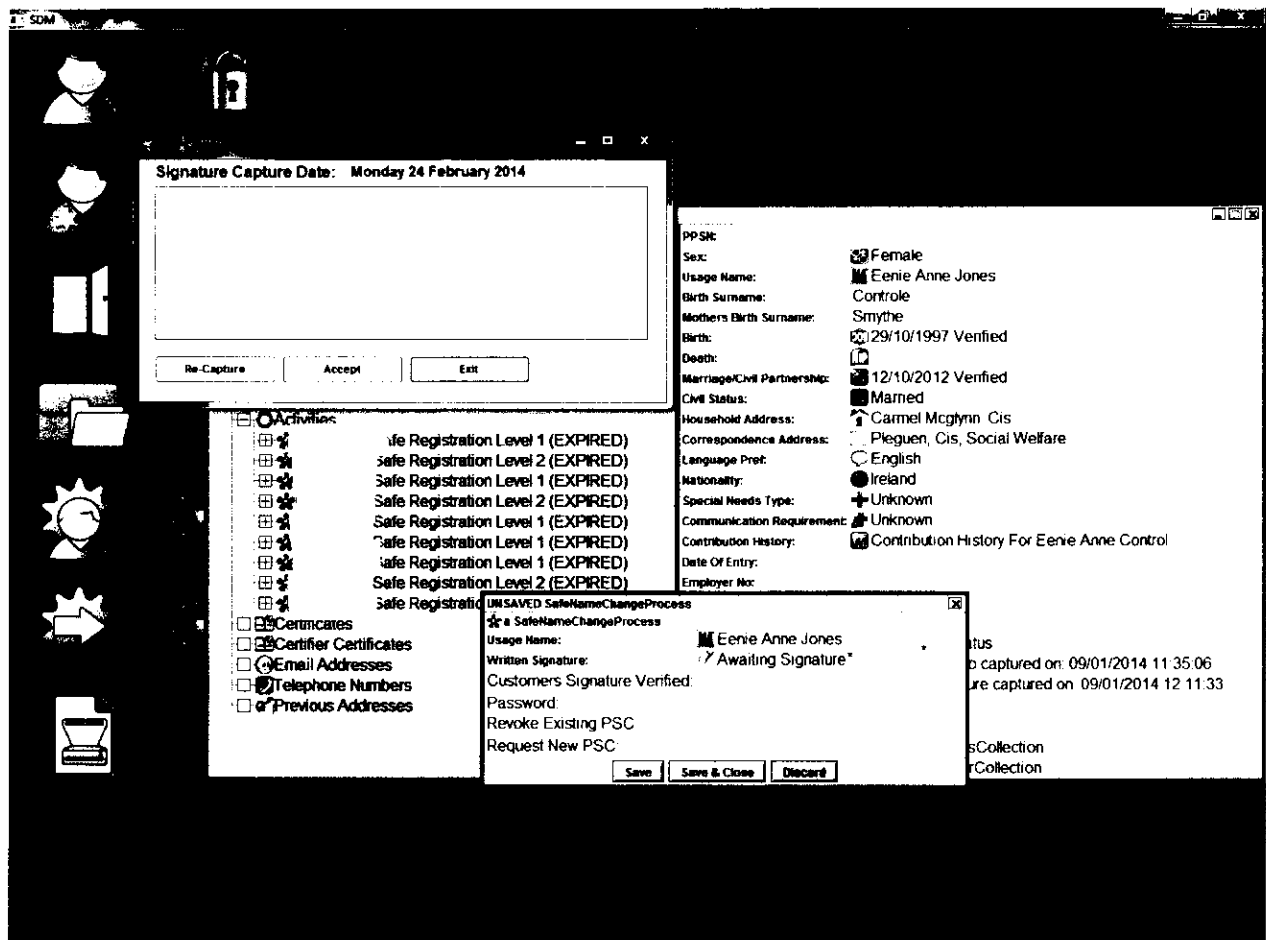 SDM
Signature Capture Date: Monday 24 February 2014
Re-Capture Accept Exit
PPSN:
Sex: Female
Usage Name: Eenie Anne Jones
Birth Surname: Controle
Mothers Birth Surname: Smythe
Birth: 29/10/1997 Verified
Death:
Marriage/Civil Partnership: 12/10/2012 Verified
Civil Status: Married
Household Address: Carmel Mcglynn Cis
Correspondence Address: Pleguen, Cis, Social Welfare
Language Pref: English
Nationality: Ireland
Special Needs Type: Unknown
Communication Requirement: Unknown
Contribution History: Contribution History For Eenie Anne Control
Date Of Entry:
Employer No:
Activities
afe Registration Level 1 (EXPIRED)
Safe Registration Level 2 (EXPIRED)
Safe Registration Level 1 (EXPIRED)
Safe Registration Level 2 (EXPIRED)
Safe Registration Level 1 (EXPIRED)
Safe Registration Level 1 (EXPIRED)
Safe Registration Level 1 (EXPIRED)
Safe Registration Level 2 (EXPIRED)
Safe Registratio
Certificates
Certifier Certificates
Email Addresses
Telephone Numbers
Previous Addresses
UNSAVED SafeNameChangeProcess
a SafeNameChangeProcess
Usage Name: Eenie Anne Jones *
Written Signature: Awaiting Signature*
Customers Signature Verified:
Password:
Revoke Existing PSC
Request New PSC:
Save Save & Close Discard
tus
o captured on: 09/01/2014 11:35:06
ure captured on 09/01/2014 12 11:33
sCollection
rCollection